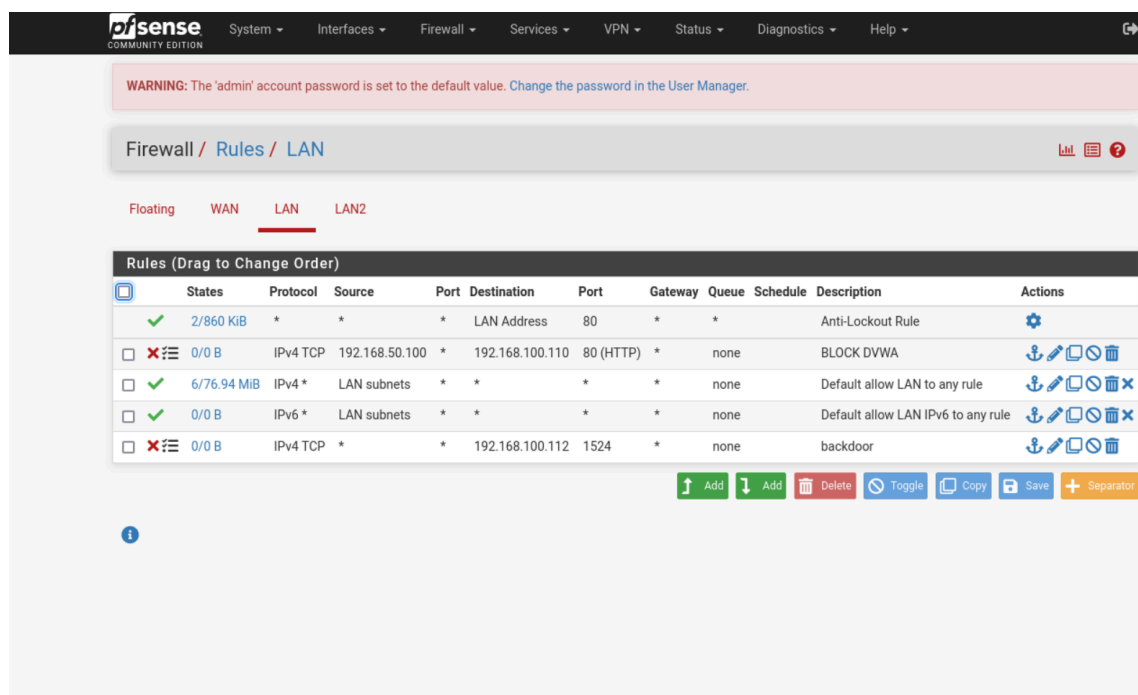 pfsense
COMMUNITY EDITION
System Interfaces Firewall Services VPN Status Diagnostics Help
WARNING: The 'admin' account password is set to the default value. Change the password in the User Manager.
Firewall / Rules / LAN
Floating WAN LAN LAN2
Rules (Drag to Change Order)
States Protocol Source Port Destination Port Gateway Queue Schedule Description Actions
2/860 KiB * * * LAN Address 80 * * Anti-Lockout Rule
0/0 B IPv4 TCP 192.168.50.100 * 192.168.100.110 80 (HTTP) * none BLOCK DVWA
6/76.94 MiB IPv4 * LAN subnets * * * * none Default allow LAN to any rule
0/0 B IPv6 * LAN subnets * * * * none Default allow LAN IPv6 to any rule
0/0 B IPv4 TCP * * 192.168.100.112 1524 * none backdoor
Add Add Delete Toggle Copy Save Separator